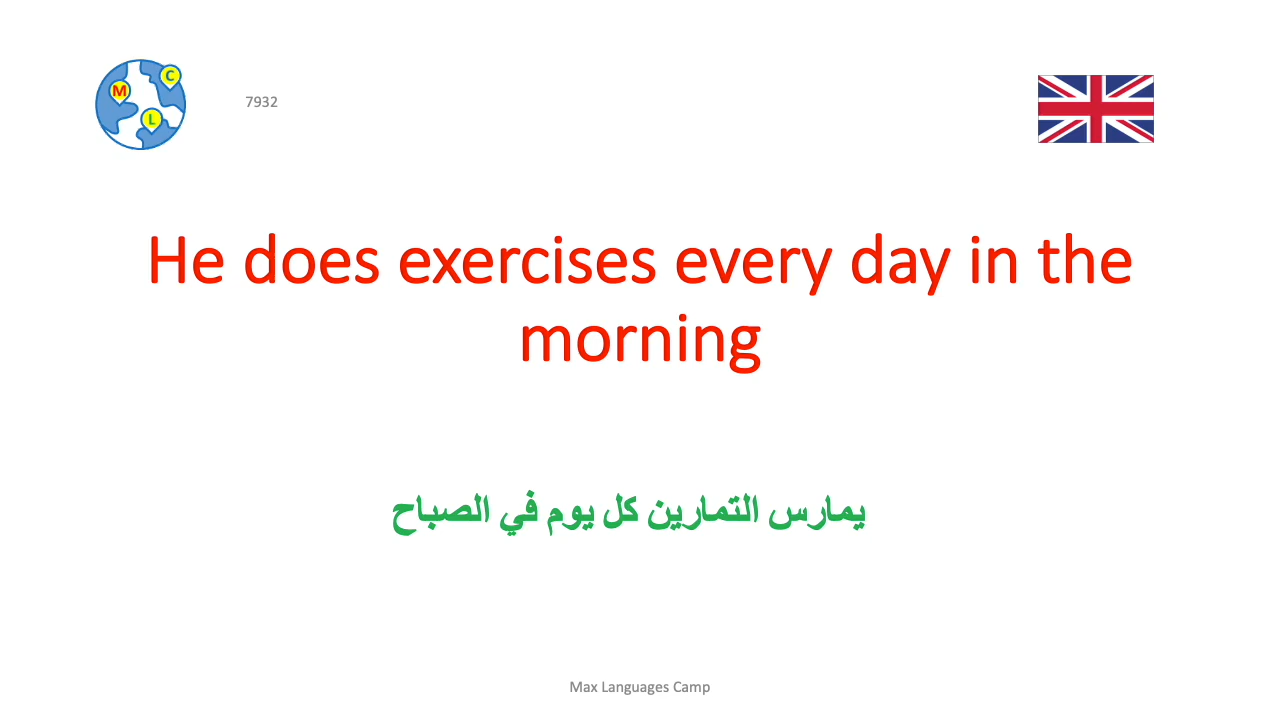 C
M
L
7932
He does exercises every day in the
morning
يمارس التمارين كل يوم في الصباح
Max Languages Camp